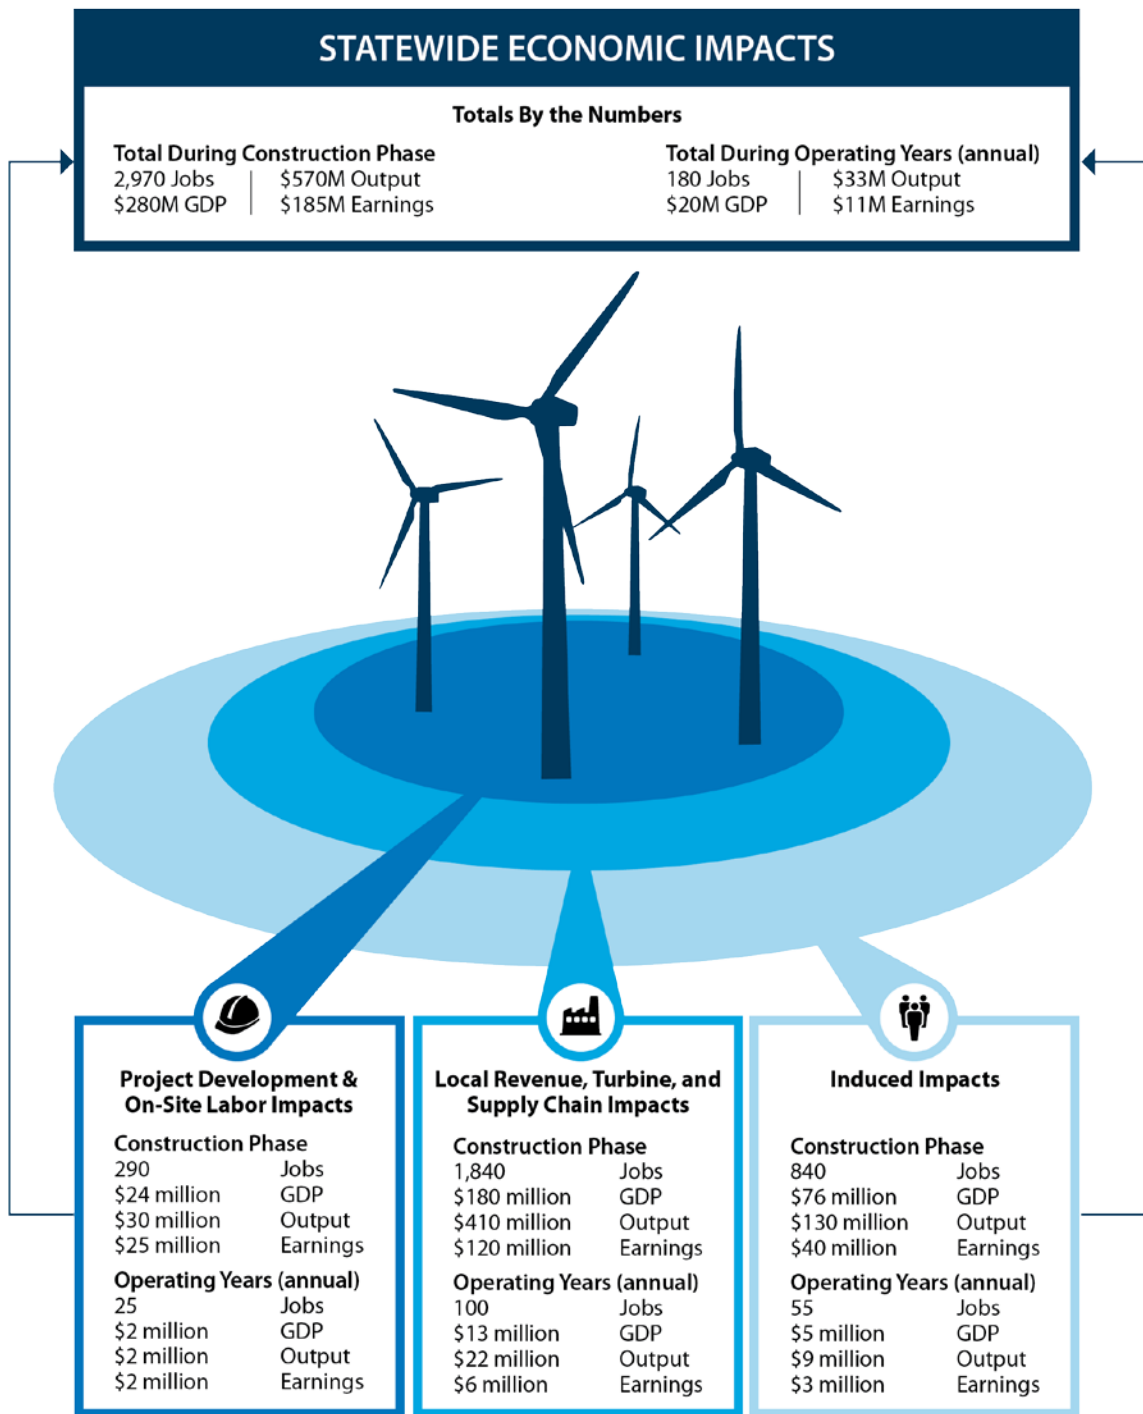 STATEWIDE ECONOMIC IMPACTS
Totals By the Numbers
Total During Construction Phase
2,970 Jobs $570M Output
$280M GDP $185M Earnings
Total During Operating Years (annual)
180 Jobs $33M Output
$20M GDP $11M Earnings
Project Development &
On-Site Labor Impacts
Construction Phase
290 Jobs
$24 million GDP
$30 million Output
$25 million Earnings
Operating Years (annual)
25 Jobs
$2 million GDP
$2 million Output
$2 million Earnings
Local Revenue, Turbine, and
Supply Chain Impacts
Construction Phase
1,840 Jobs
$180 million GDP
$410 million Output
$120 million Earnings
Operating Years (annual)
100 Jobs
$13 million GDP
$22 million Output
$6 million Earnings
Induced Impacts
Construction Phase
840 Jobs
$76 million GDP
$130 million Output
$40 million Earnings
Operating Years (annual)
55 Jobs
$5 million GDP
$9 million Output
$3 million Earnings